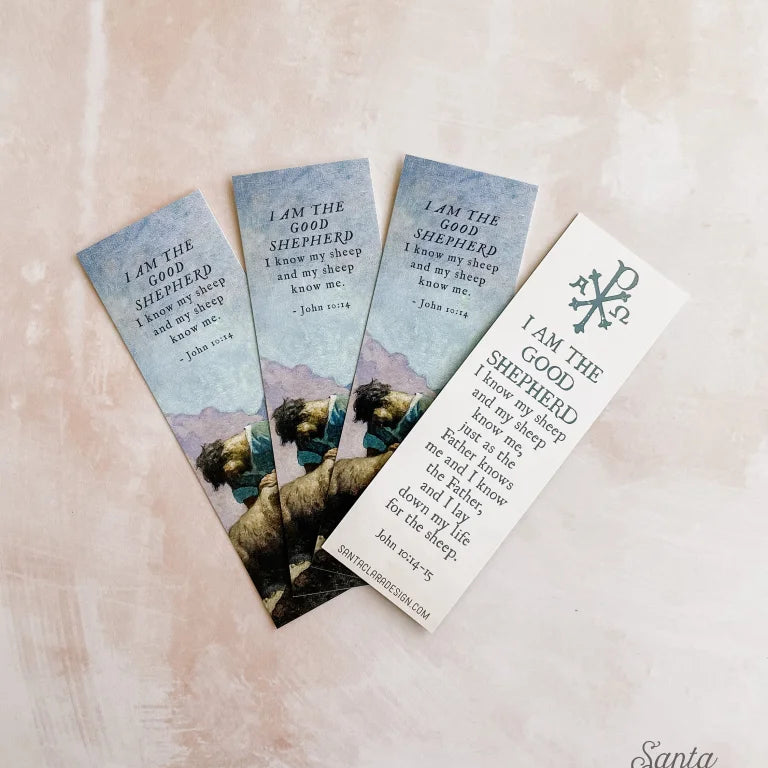 I AM THE
GOOD
SHEPHERD
I know my sheep
and my sheep
know me.
- John 10:14
I AM THE
GOOD
SHEPHERD
I know my sheep
and my sheep
know me.
- John 10:14
I AM THE
GOOD
SHEPHERD
I know my sheep
and my sheep
know me.
- John 10:14
Α Ω
I AM THE
GOOD
SHEPHERD
I know my sheep
and my sheep
know me,
just as the
Father knows
me and I know
the Father,
and I lay
down my life
for the sheep.
John 10:14-15
SANTACLARADESIGN.COM
Santa